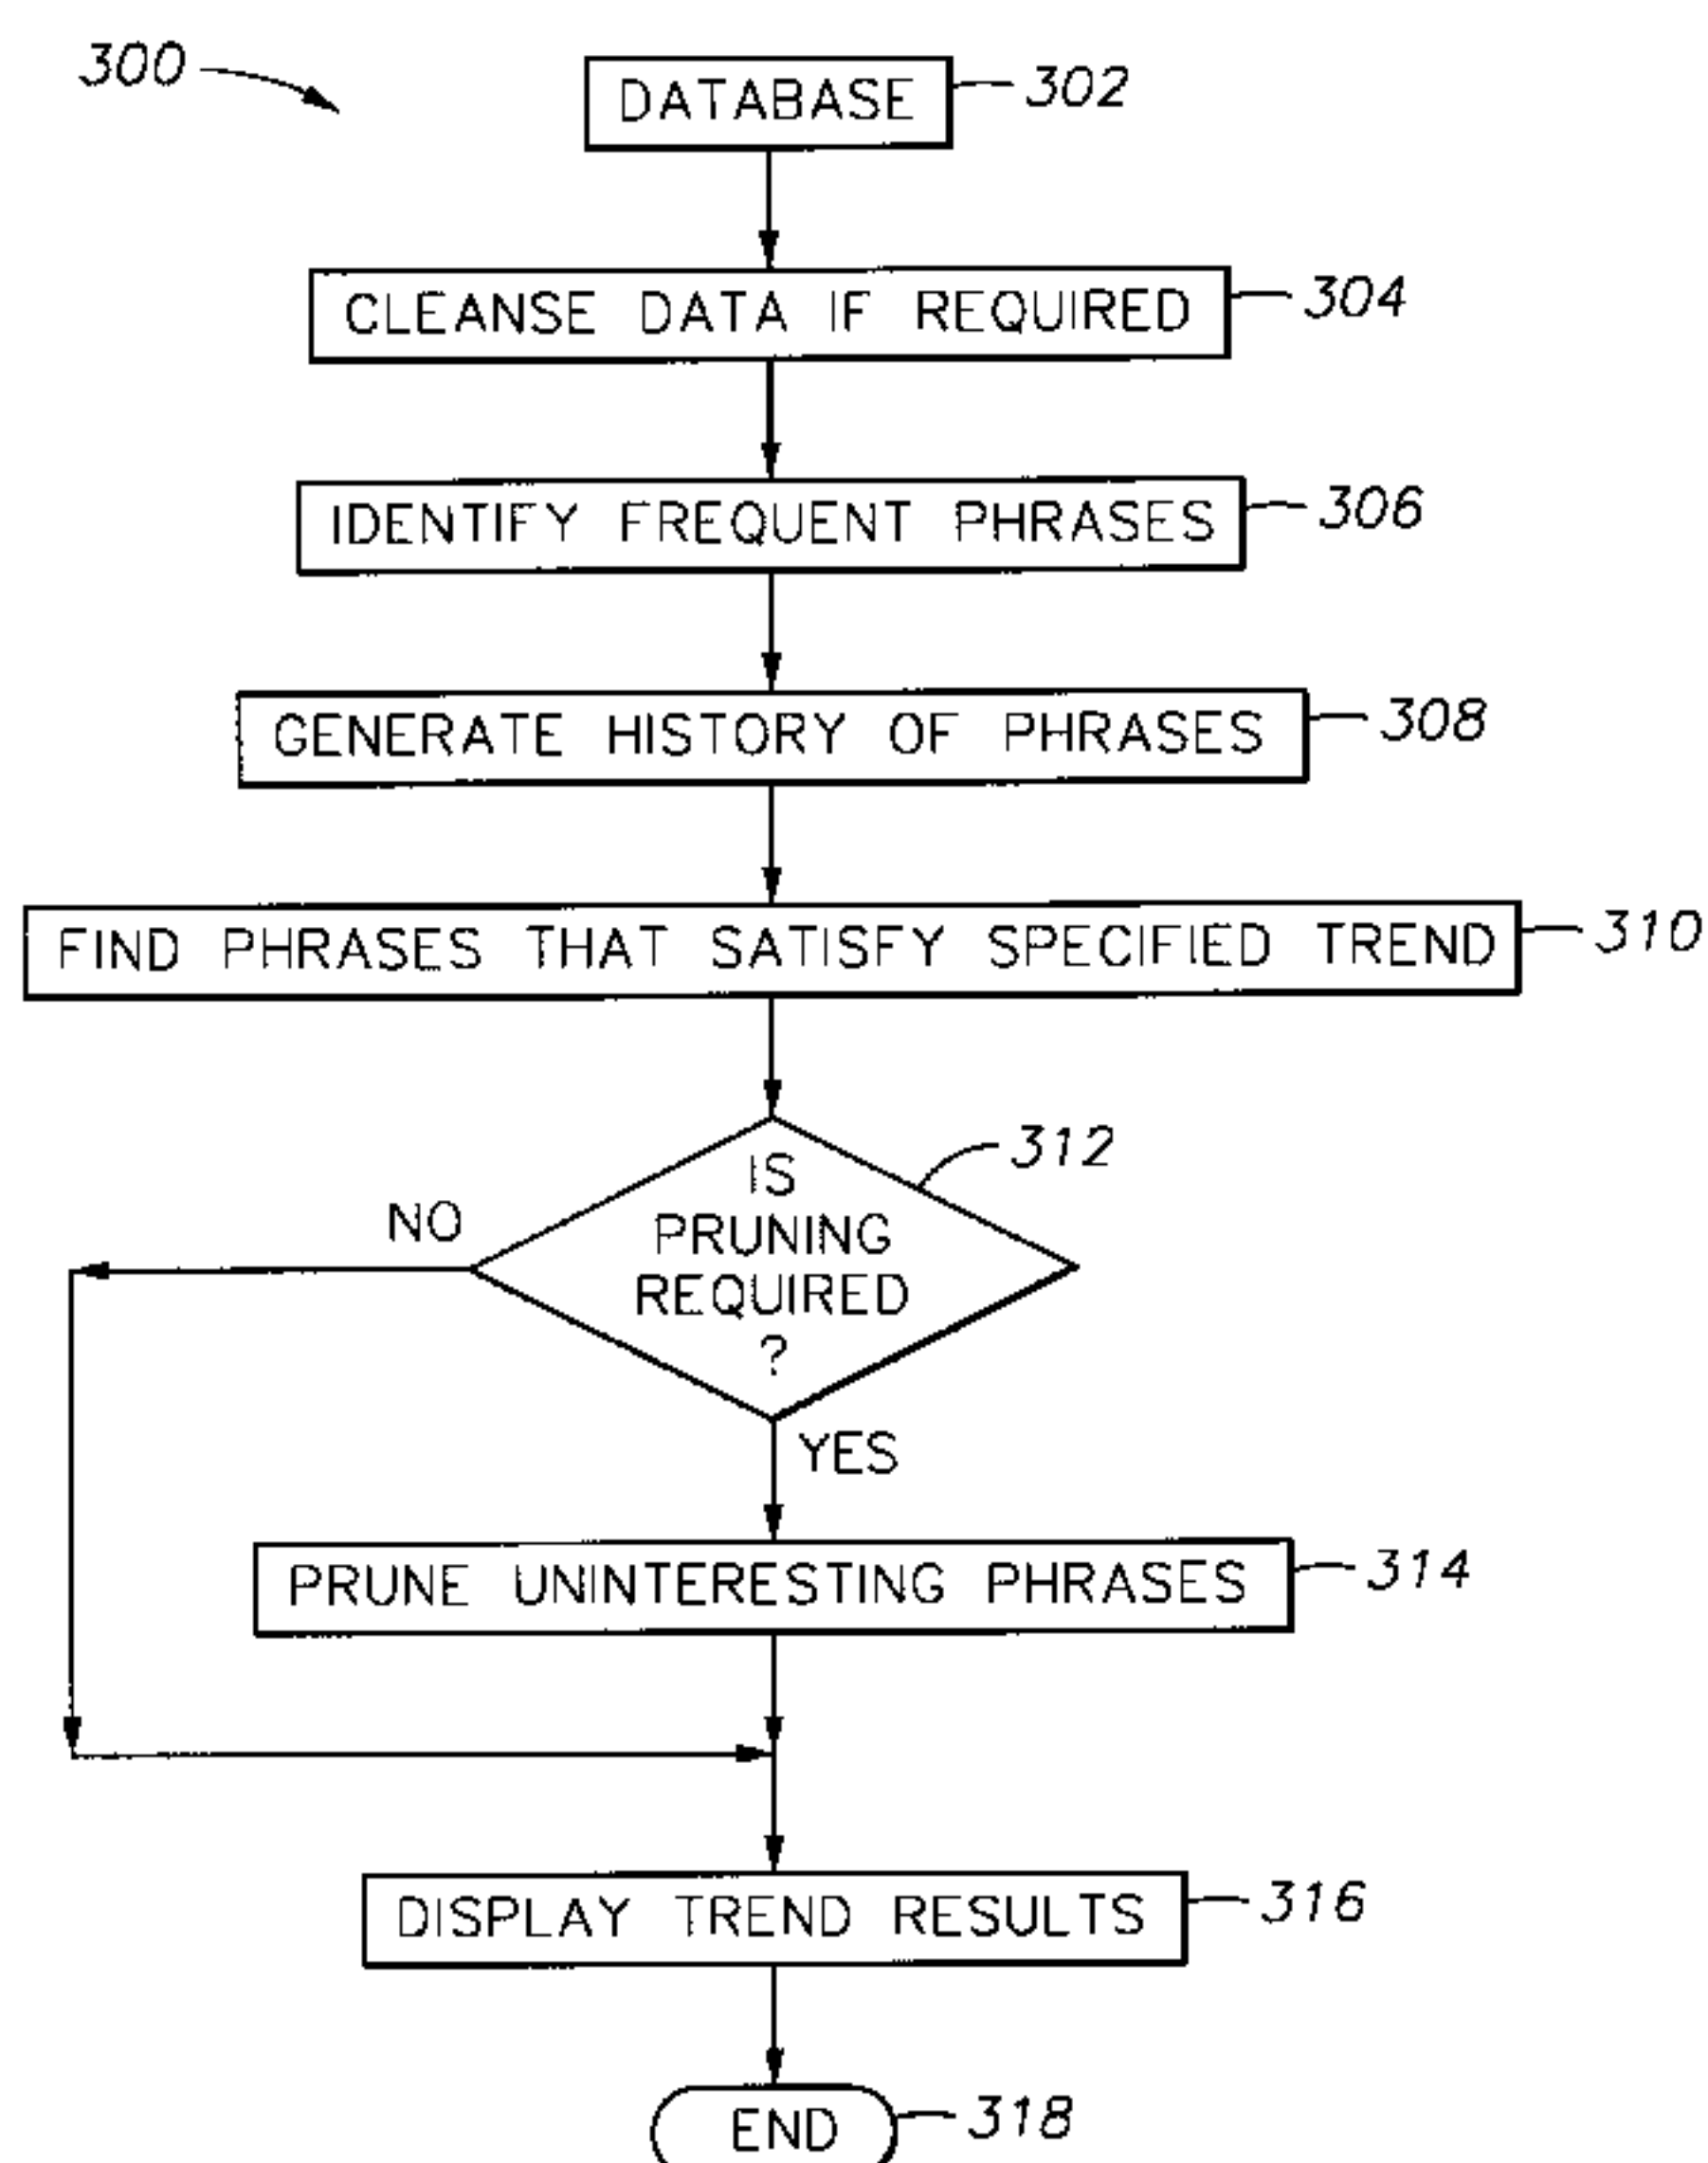 300
DATABASE 302
CLEANSE DATA IF REQUIRED 304
IDENTIFY FREQUENT PHRASES 306
GENERATE HISTORY OF PHRASES 308
FIND PHRASES THAT SATISFY SPECIFIED TREND 310
312
IS
PRUNING
REQUIRED
?
NO
YES
PRUNE UNINTERESTING PHRASES 314
DISPLAY TREND RESULTS 316
END 318